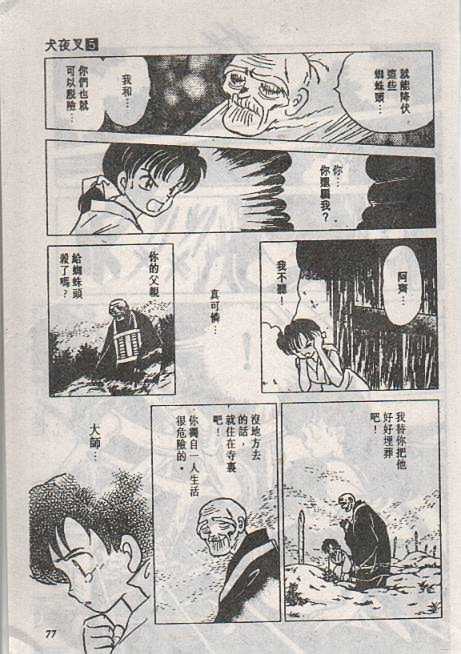 犬夜叉5
就能降伏
這些
蜘蛛頭…
我和…
你們也就
可以脫險…
你…
你還騙我？
阿齊…
我不聽！
真可憐…
你的父親
給蜘蛛頭
殺了嗎？
我替你把他
好好埋葬
吧！
沒地方去
的話，
就住在寺裏
吧！
你獨自一人生活
很危險的。
大師…
77